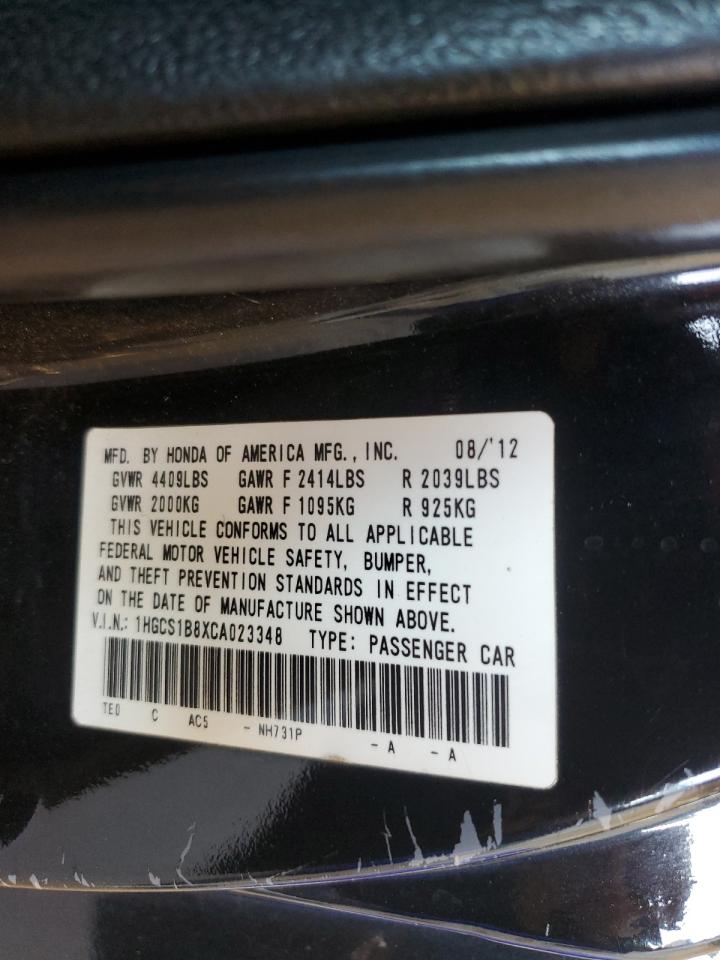 MFD. BY HONDA OF AMERICA MFG., INC. 08/'12
GVWR 4409LBS GAWR F 2414LBS R 2039LBS
GVWR 2000KG GAWR F 1095KG R 925KG
THIS VEHICLE CONFORMS TO ALL APPLICABLE
FEDERAL MOTOR VEHICLE SAFETY, BUMPER,
AND THEFT PREVENTION STANDARDS IN EFFECT
ON THE DATE OF MANUFACTURE SHOWN ABOVE.
V.I.N.: 1HGCS1B8XCA023348 TYPE: PASSENGER CAR
TE0 C AC5 - NH731P - A - A